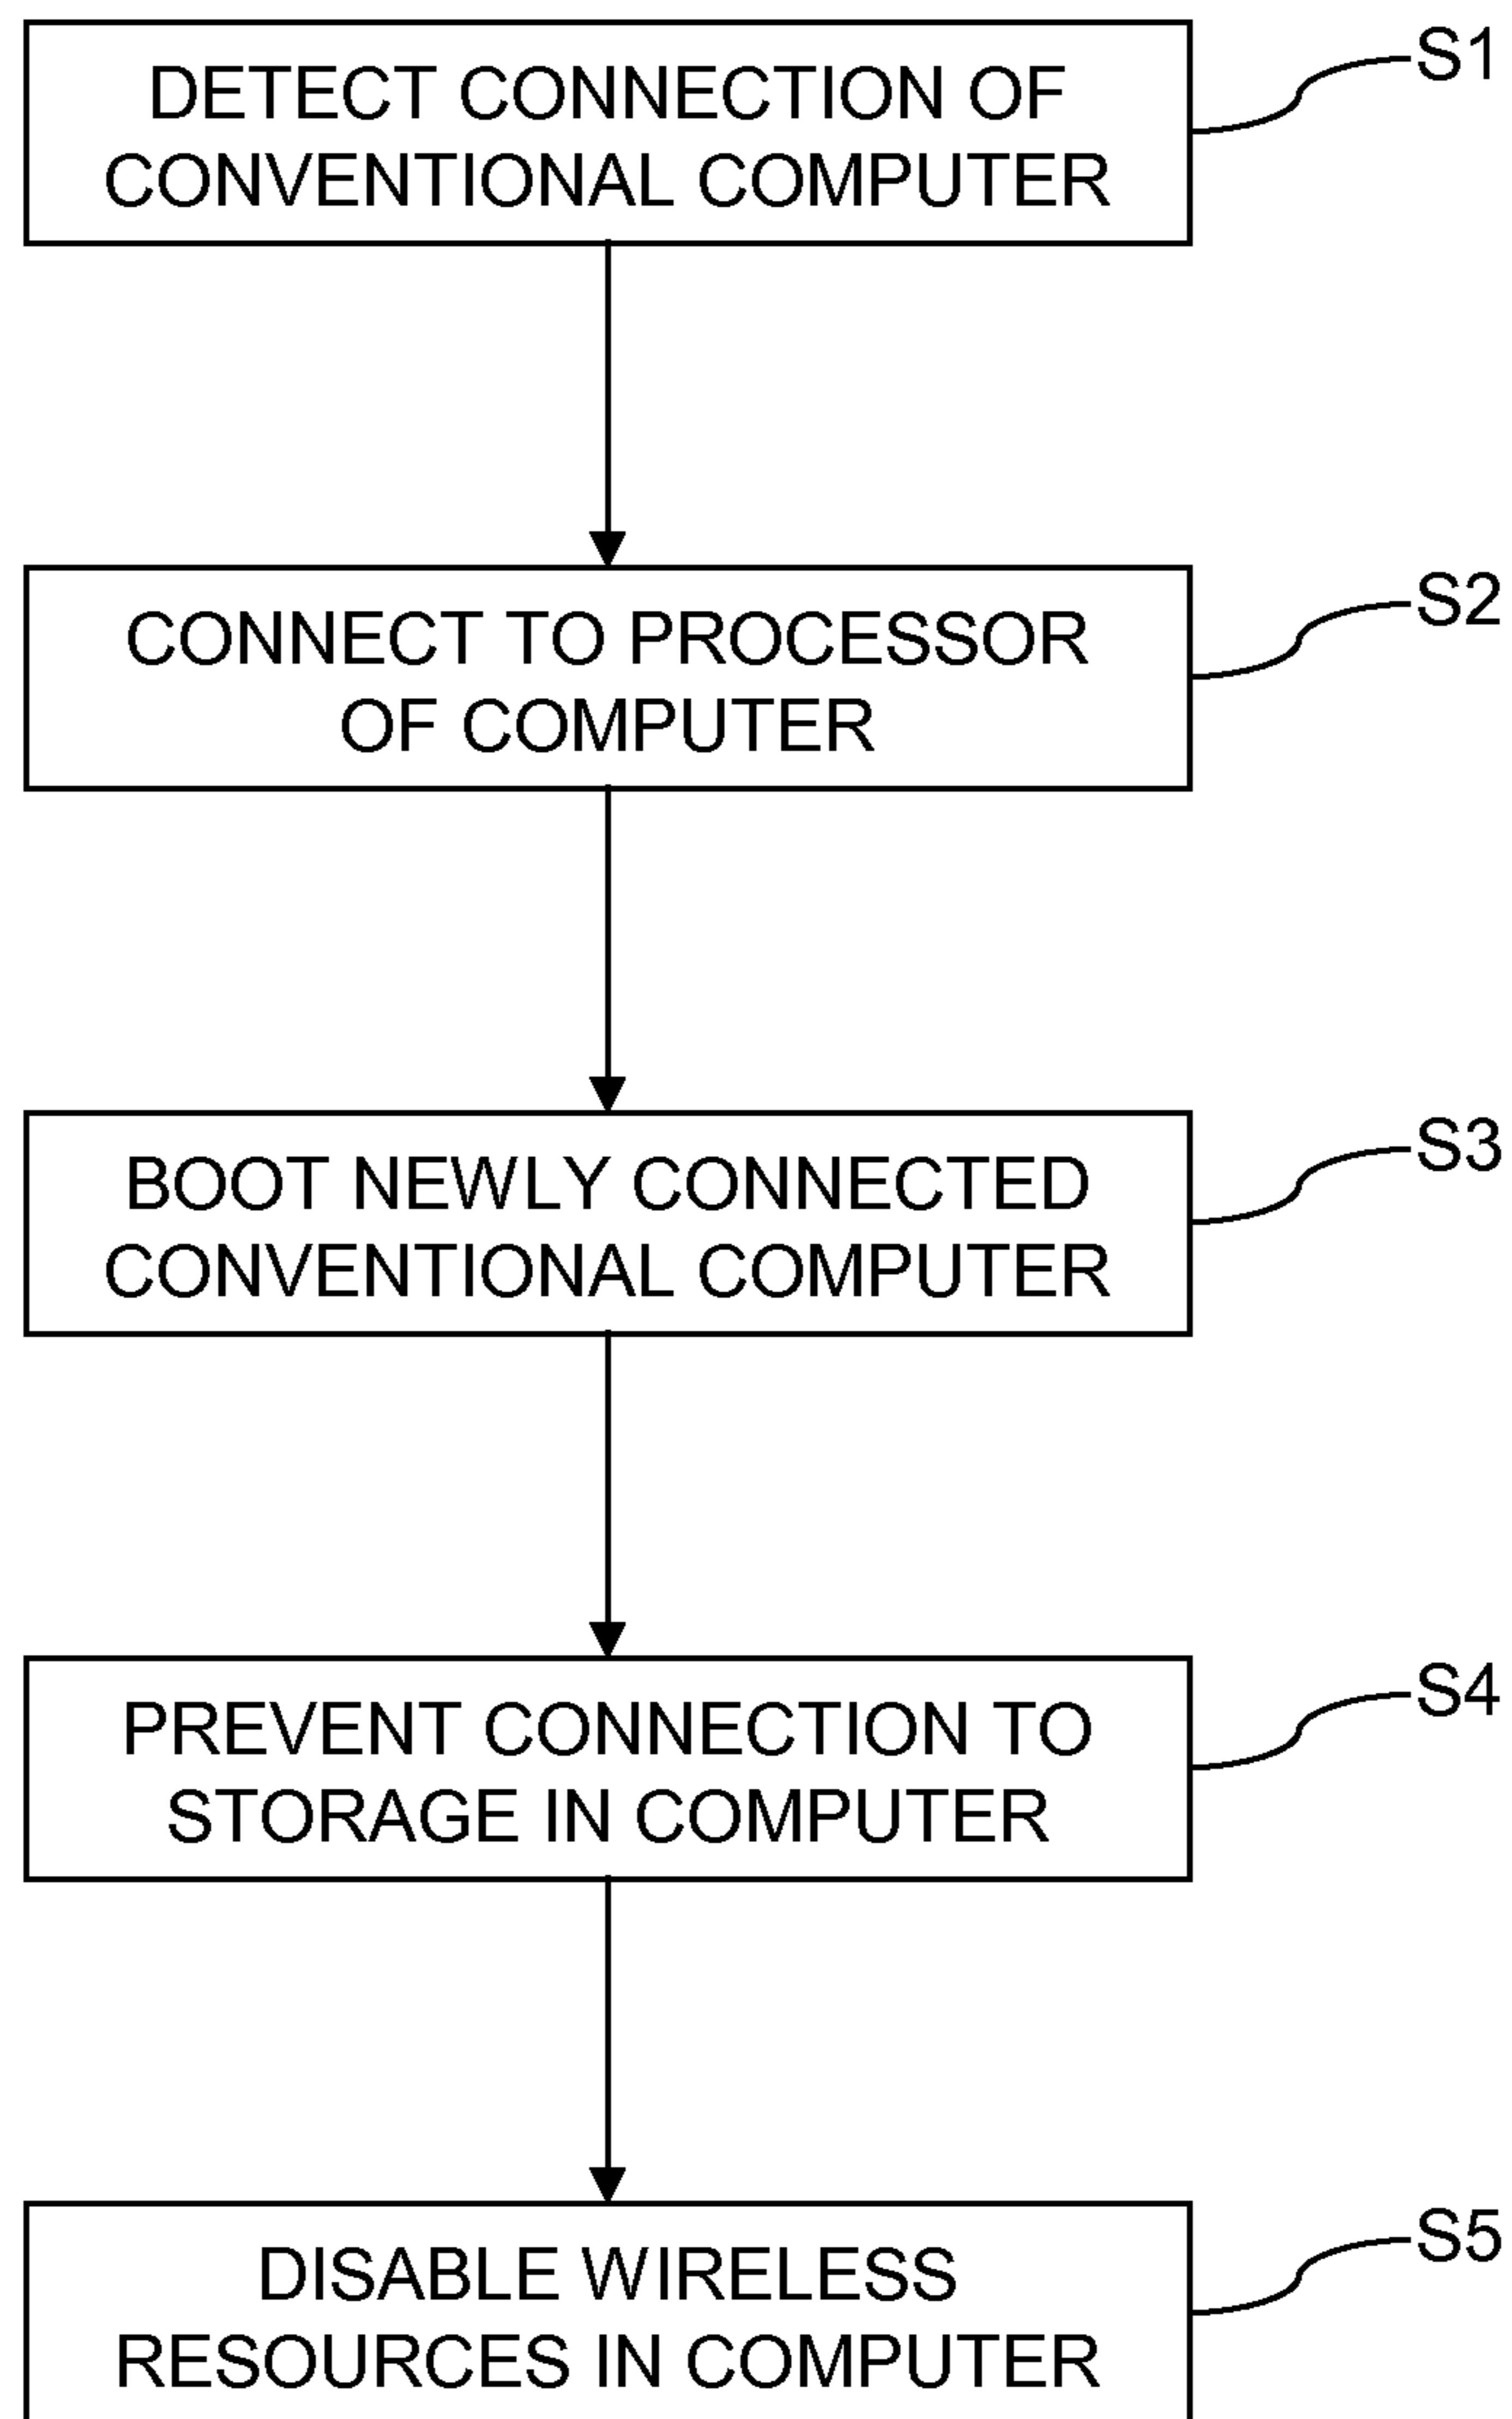 DETECT CONNECTION OF
CONVENTIONAL COMPUTER
S1
CONNECT TO PROCESSOR
OF COMPUTER
S2
BOOT NEWLY CONNECTED
CONVENTIONAL COMPUTER
S3
PREVENT CONNECTION TO
STORAGE IN COMPUTER
S4
DISABLE WIRELESS
RESOURCES IN COMPUTER
S5